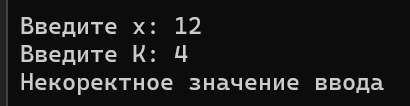 Введите x: 12
Введите K: 4
Некоректное значение ввода